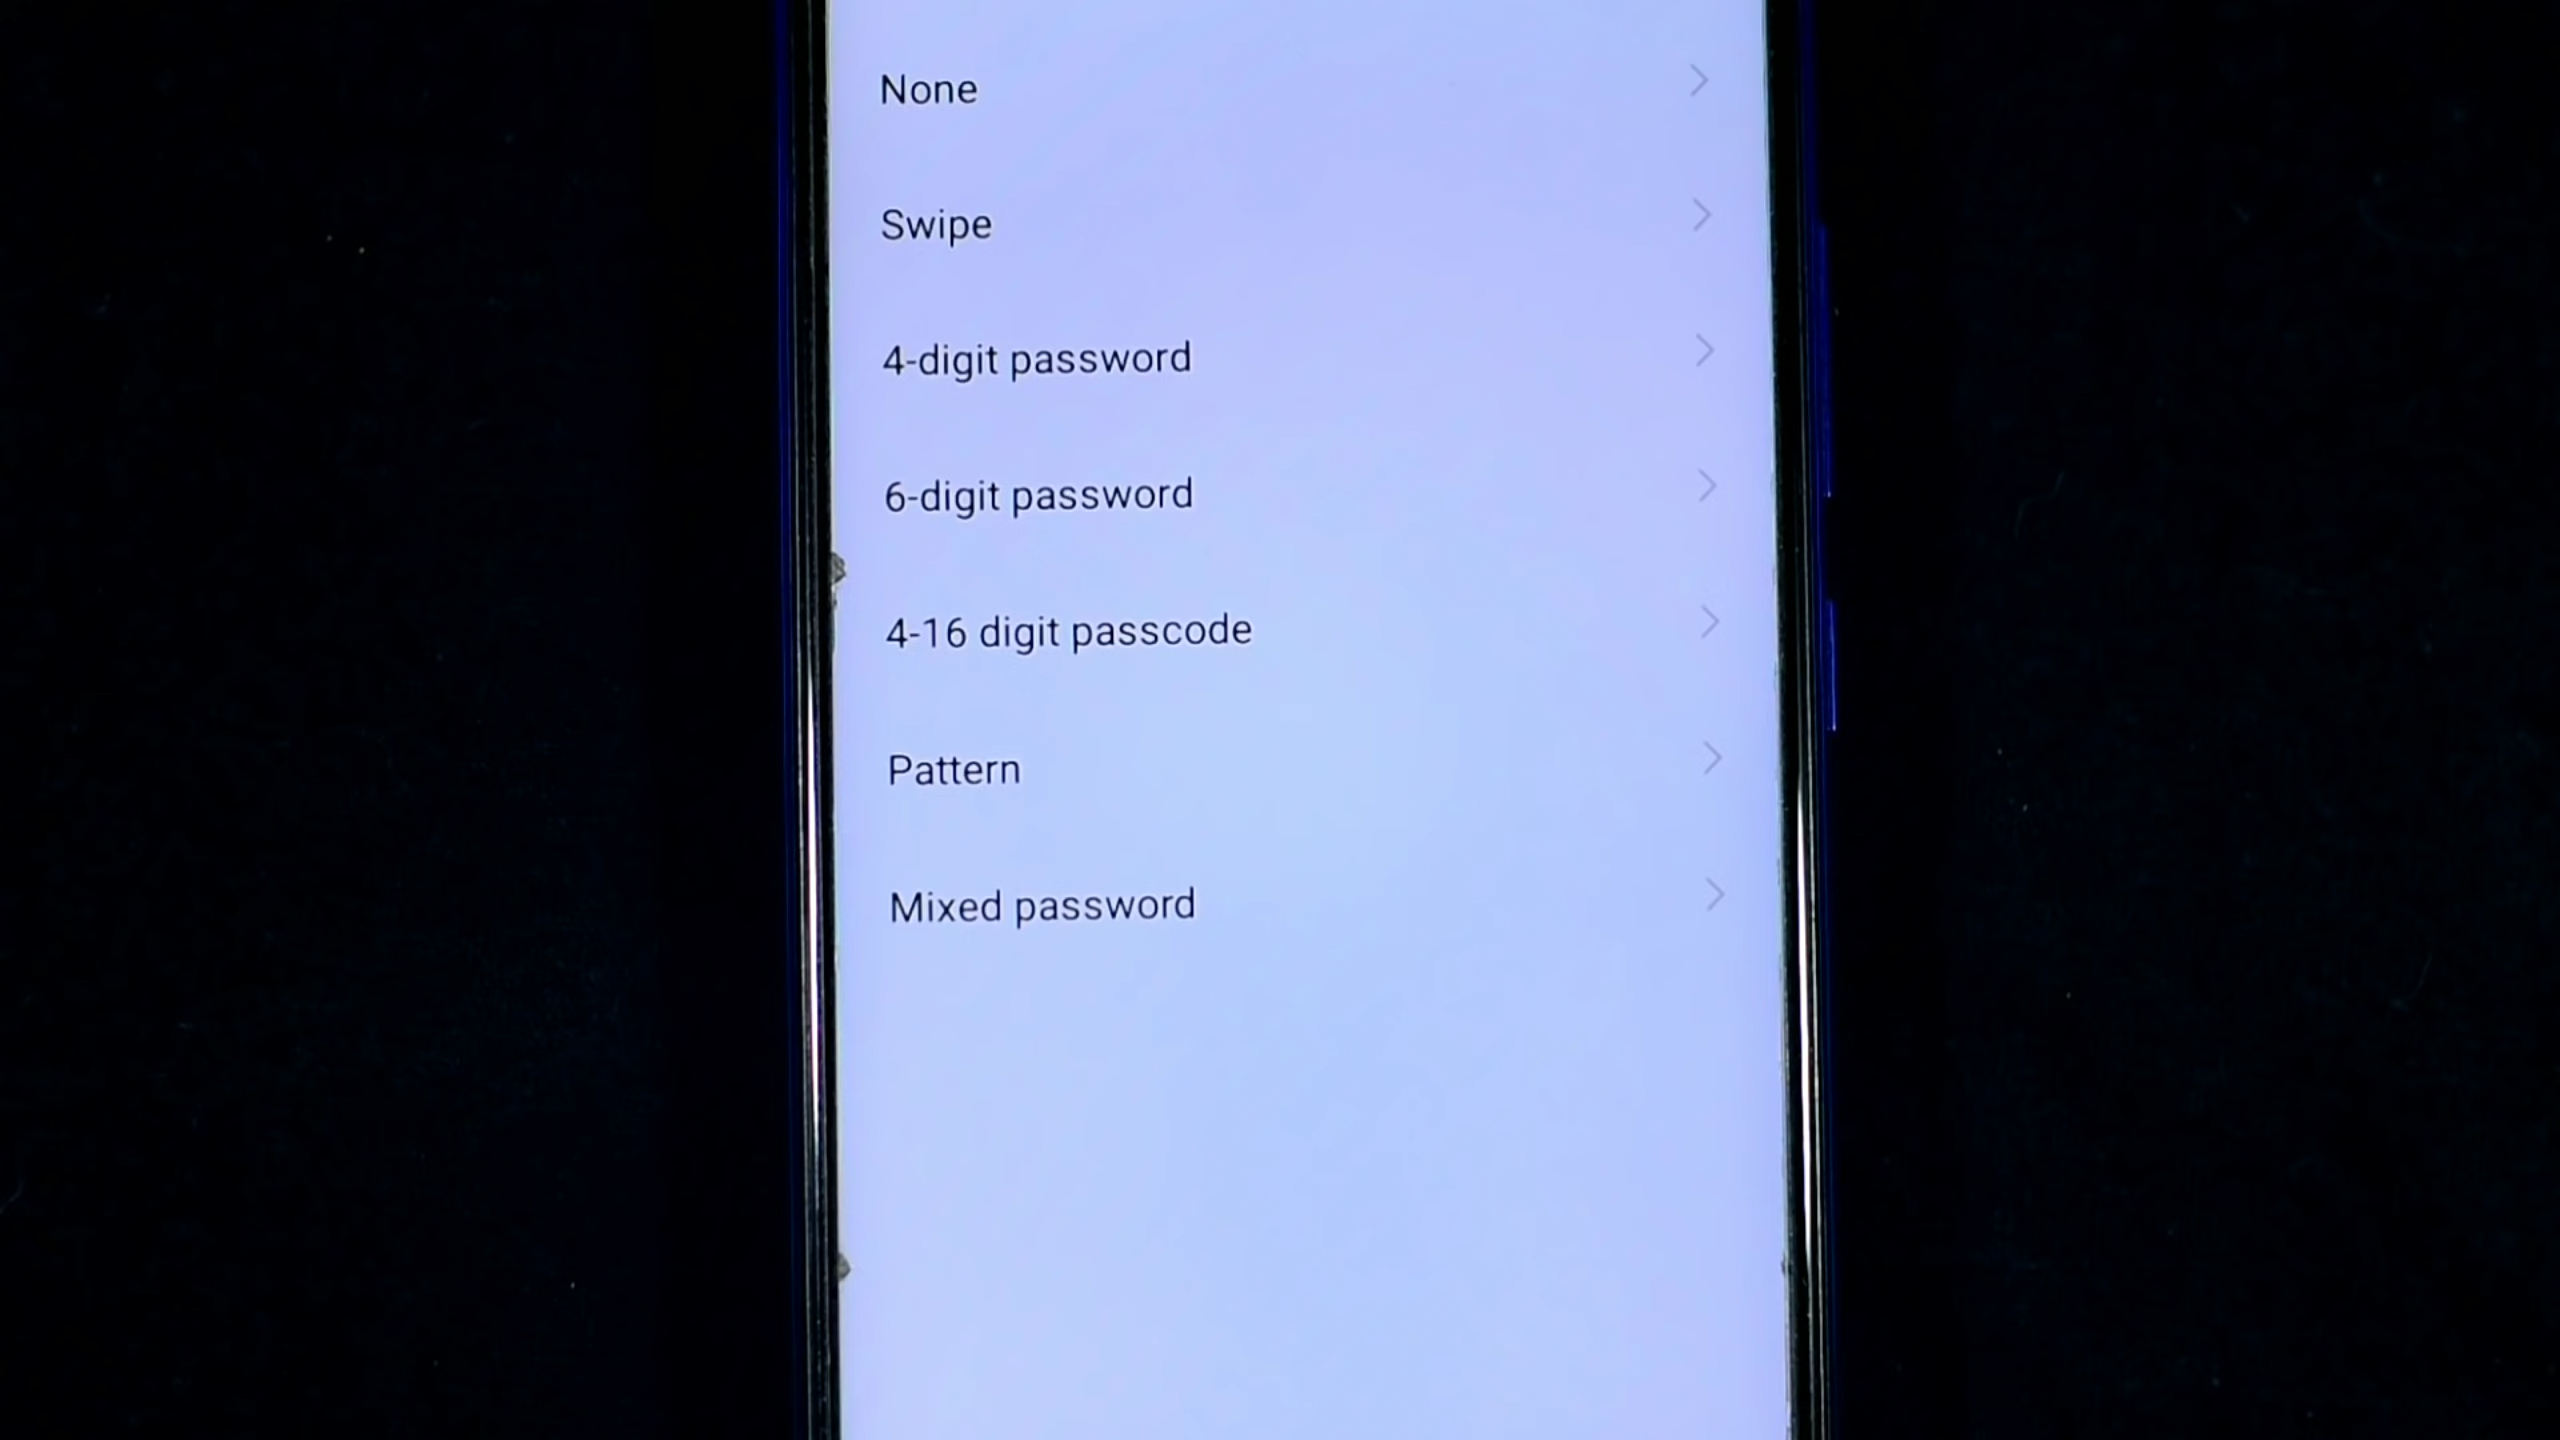 None
Swipe
4-digit password
6-digit password
4-16 digit passcode
Pattern
Mixed password